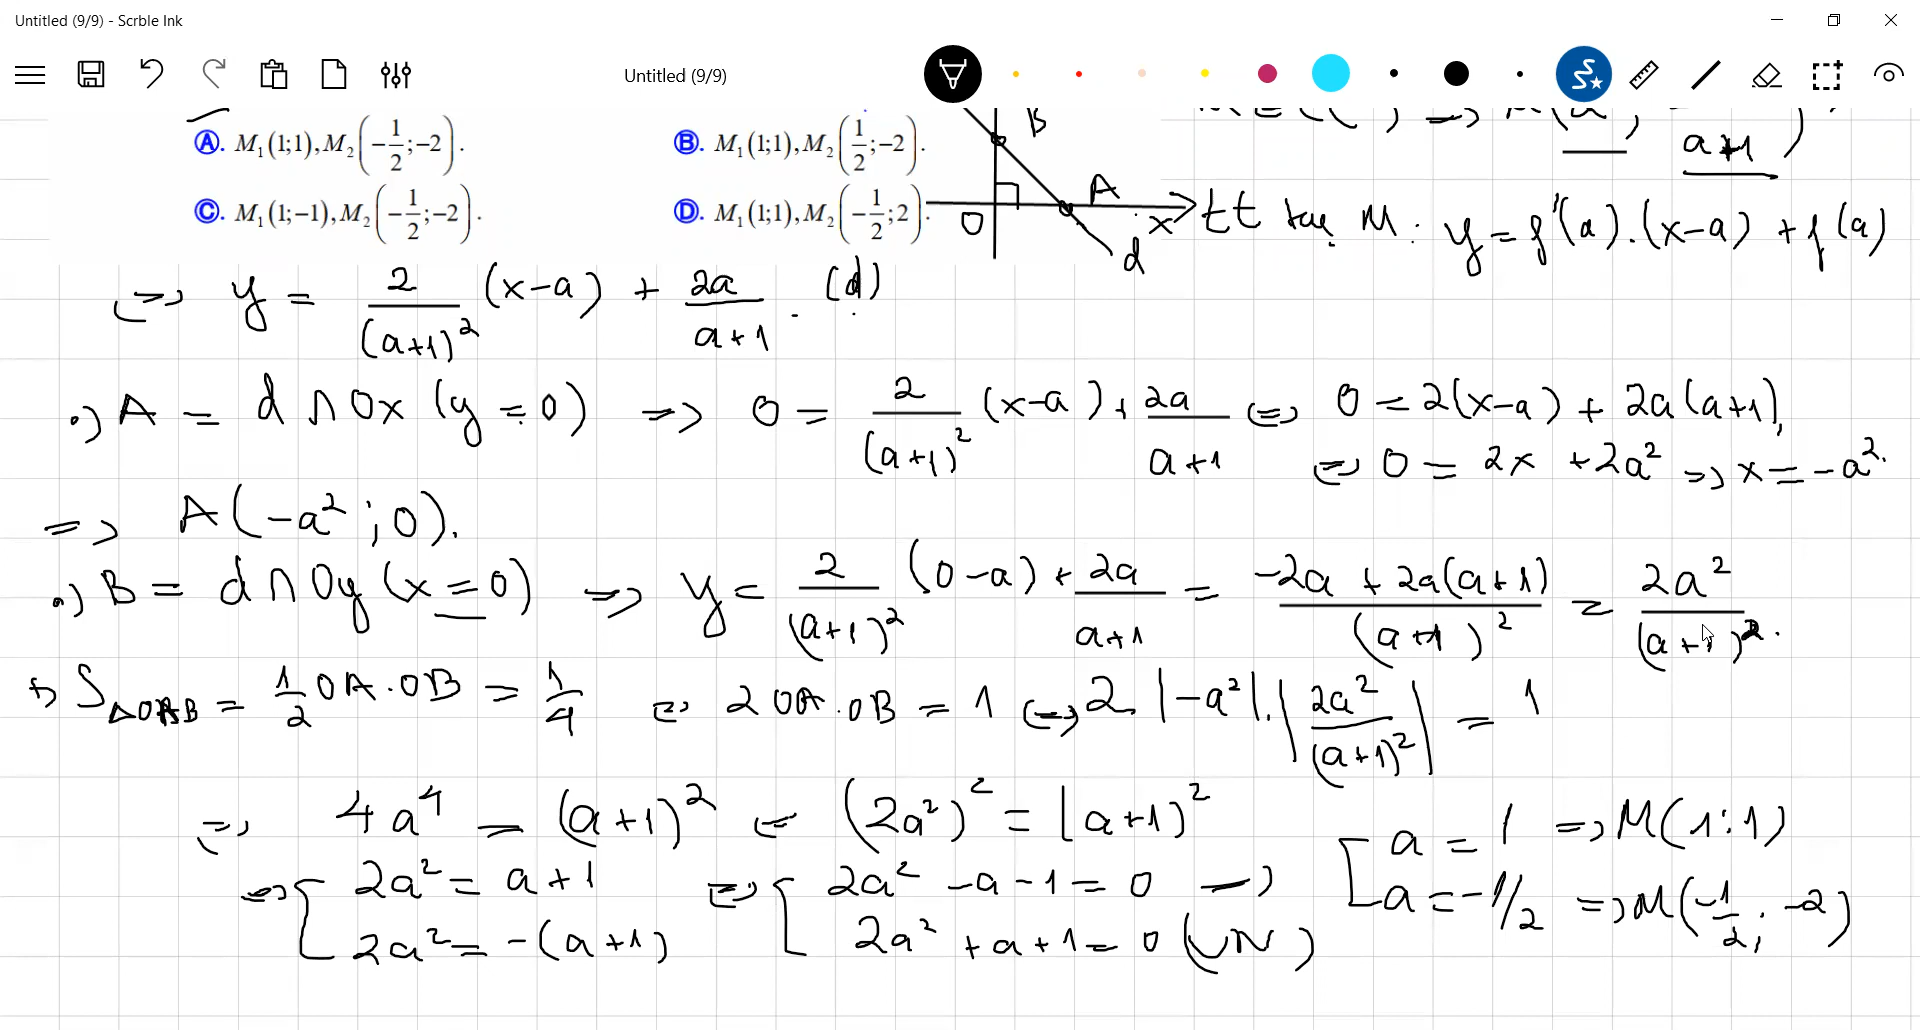 Untitled (9/9) - Scrble Ink
Untitled (9/9)
A. M₁(1;1), M₂(-1/2;-2).
B. M₁(1;1), M₂(1/2;-2).
C. M₁(1;-1), M₂(-1/2;-2).
D. M₁(1;1), M₂(-1/2;2).
B
A
O
x
d
a+1
tt tại M: y = f'(a).(x-a) + f(a)
<=> y = 2/(a+1)² (x-a) + 2a/(a+1). (d)
•) A = d ∩ Ox (y=0) => 0 = 2/(a+1)² (x-a) + 2a/(a+1) <=> 0 = 2(x-a) + 2a(a+1),
<=> 0 = 2x + 2a² => x = -a².
=> A(-a²; 0).
•) B = d ∩ Oy (x=0) => y = 2/(a+1)² (0-a) + 2a/(a+1) = (-2a + 2a(a+1))/(a+1)² = 2a²/(a+1)².
+) S△OAB = 1/2 OA.OB = 1/4 <=> 2 OA.OB = 1 <=> 2.|-a²|.|2a²/(a+1)²| = 1
<=> 4a⁴ = (a+1)² <=> (2a²)² = (a+1)²
<=> [ 2a² = a+1 <=> [ 2a² -a-1 = 0 -> [ a = 1 => M(1;1)
2a² = -(a+1) 2a² +a+1 = 0 (VN) a = -1/2 => M(-1/2; -2)